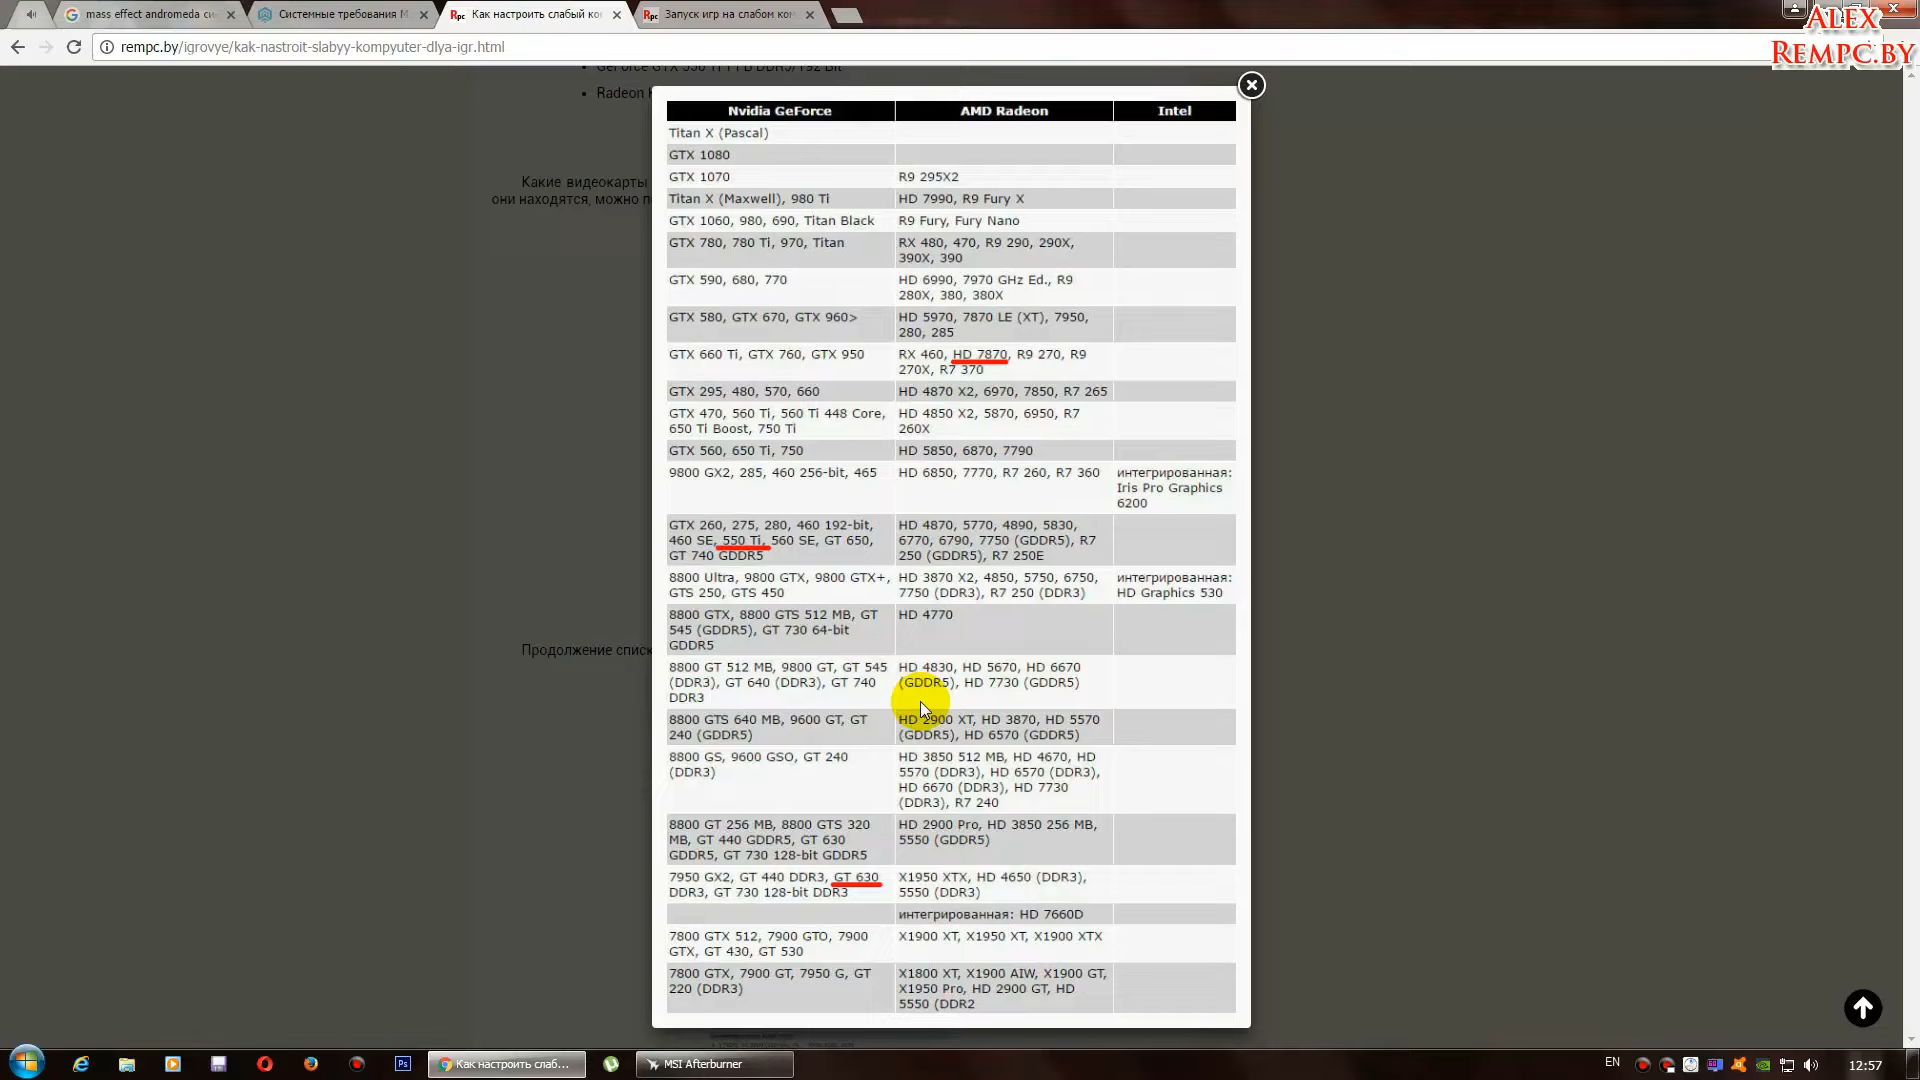 mass effect andromeda си
Системные требования M
Как настроить слабый ко
Запуск игр на слабом ком
ALEX
REMPC.BY
rempc.by/igrovye/kak-nastroit-slabyy-kompyuter-dlya-igr.html
GeForce GTX 550 Ti 1 ГБ DDR5/192 Bit
Radeon
Какие видеокарты
они находятся, можно
Продолжение списк
Nvidia GeForce AMD Radeon Intel
Titan X (Pascal)
GTX 1080
GTX 1070 R9 295X2
Titan X (Maxwell), 980 Ti HD 7990, R9 Fury X
GTX 1060, 980, 690, Titan Black R9 Fury, Fury Nano
GTX 780, 780 Ti, 970, Titan RX 480, 470, R9 290, 290X,
390X, 390
GTX 590, 680, 770 HD 6990, 7970 GHz Ed., R9
280X, 380, 380X
GTX 580, GTX 670, GTX 960> HD 5970, 7870 LE (XT), 7950,
280, 285
GTX 660 Ti, GTX 760, GTX 950 RX 460, HD 7870, R9 270, R9
270X, R7 370
GTX 295, 480, 570, 660 HD 4870 X2, 6970, 7850, R7 265
GTX 470, 560 Ti, 560 Ti 448 Core, HD 4850 X2, 5870, 6950, R7
650 Ti Boost, 750 Ti 260X
GTX 560, 650 Ti, 750 HD 5850, 6870, 7790
9800 GX2, 285, 460 256-bit, 465 HD 6850, 7770, R7 260, R7 360 интегрированная:
Iris Pro Graphics
6200
GTX 260, 275, 280, 460 192-bit, HD 4870, 5770, 4890, 5830,
460 SE, 550 Ti, 560 SE, GT 650, 6770, 6790, 7750 (GDDR5), R7
GT 740 GDDR5 250 (GDDR5), R7 250E
8800 Ultra, 9800 GTX, 9800 GTX+, HD 3870 X2, 4850, 5750, 6750, интегрированная:
GTS 250, GTS 450 7750 (DDR3), R7 250 (DDR3) HD Graphics 530
8800 GTX, 8800 GTS 512 MB, GT HD 4770
545 (GDDR5), GT 730 64-bit
GDDR5
8800 GT 512 MB, 9800 GT, GT 545 HD 4830, HD 5670, HD 6670
(DDR3), GT 640 (DDR3), GT 740 (GDDR5), HD 7730 (GDDR5)
DDR3
8800 GTS 640 MB, 9600 GT, GT HD 2900 XT, HD 3870, HD 5570
240 (GDDR5) (GDDR5), HD 6570 (GDDR5)
8800 GS, 9600 GSO, GT 240 HD 3850 512 MB, HD 4670, HD
(DDR3) 5570 (DDR3), HD 6570 (DDR3),
HD 6670 (DDR3), HD 7730
(DDR3), R7 240
8800 GT 256 MB, 8800 GTS 320 HD 2900 Pro, HD 3850 256 MB,
MB, GT 440 GDDR5, GT 630 5550 (GDDR5)
GDDR5, GT 730 128-bit GDDR5
7950 GX2, GT 440 DDR3, GT 630 X1950 XTX, HD 4650 (DDR3),
DDR3, GT 730 128-bit DDR3 5550 (DDR3)
интегрированная: HD 7660D
7800 GTX 512, 7900 GTO, 7900 X1900 XT, X1950 XT, X1900 XTX
GTX, GT 430, GT 530
7800 GTX, 7900 GT, 7950 G, GT X1800 XT, X1900 AIW, X1900 GT,
220 (DDR3) X1950 Pro, HD 2900 GT, HD
5550 (DDR2
Как настроить слаб...
MSI Afterburner
EN
12:57